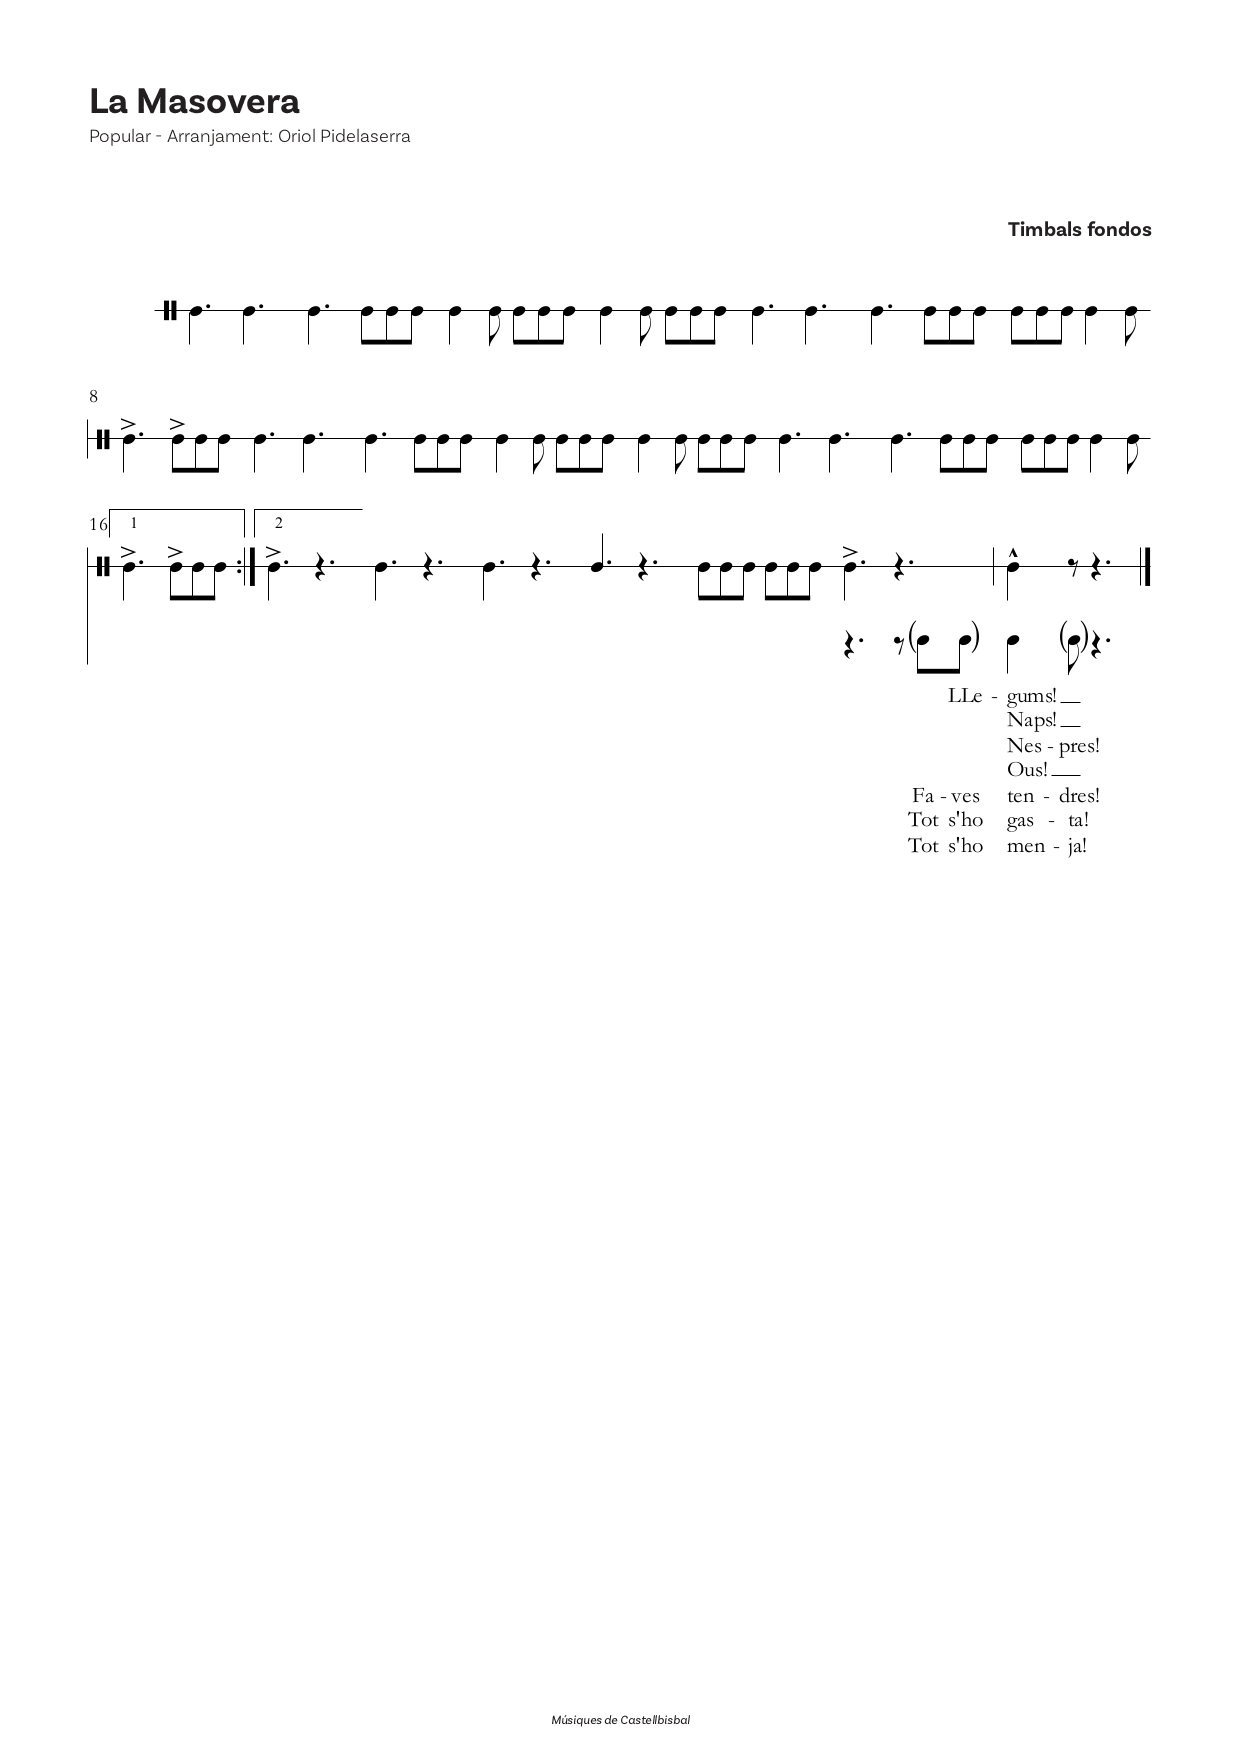 La Masovera
Popular - Arranjament: Oriol Pidelaserra
Timbals fondos
8
16 1 2
LLe - gums!
Naps!
Nes - pres!
Ous!
Fa - ves ten - dres!
Tot s'ho gas - ta!
Tot s'ho men - ja!
Músiques de Castellbisbal